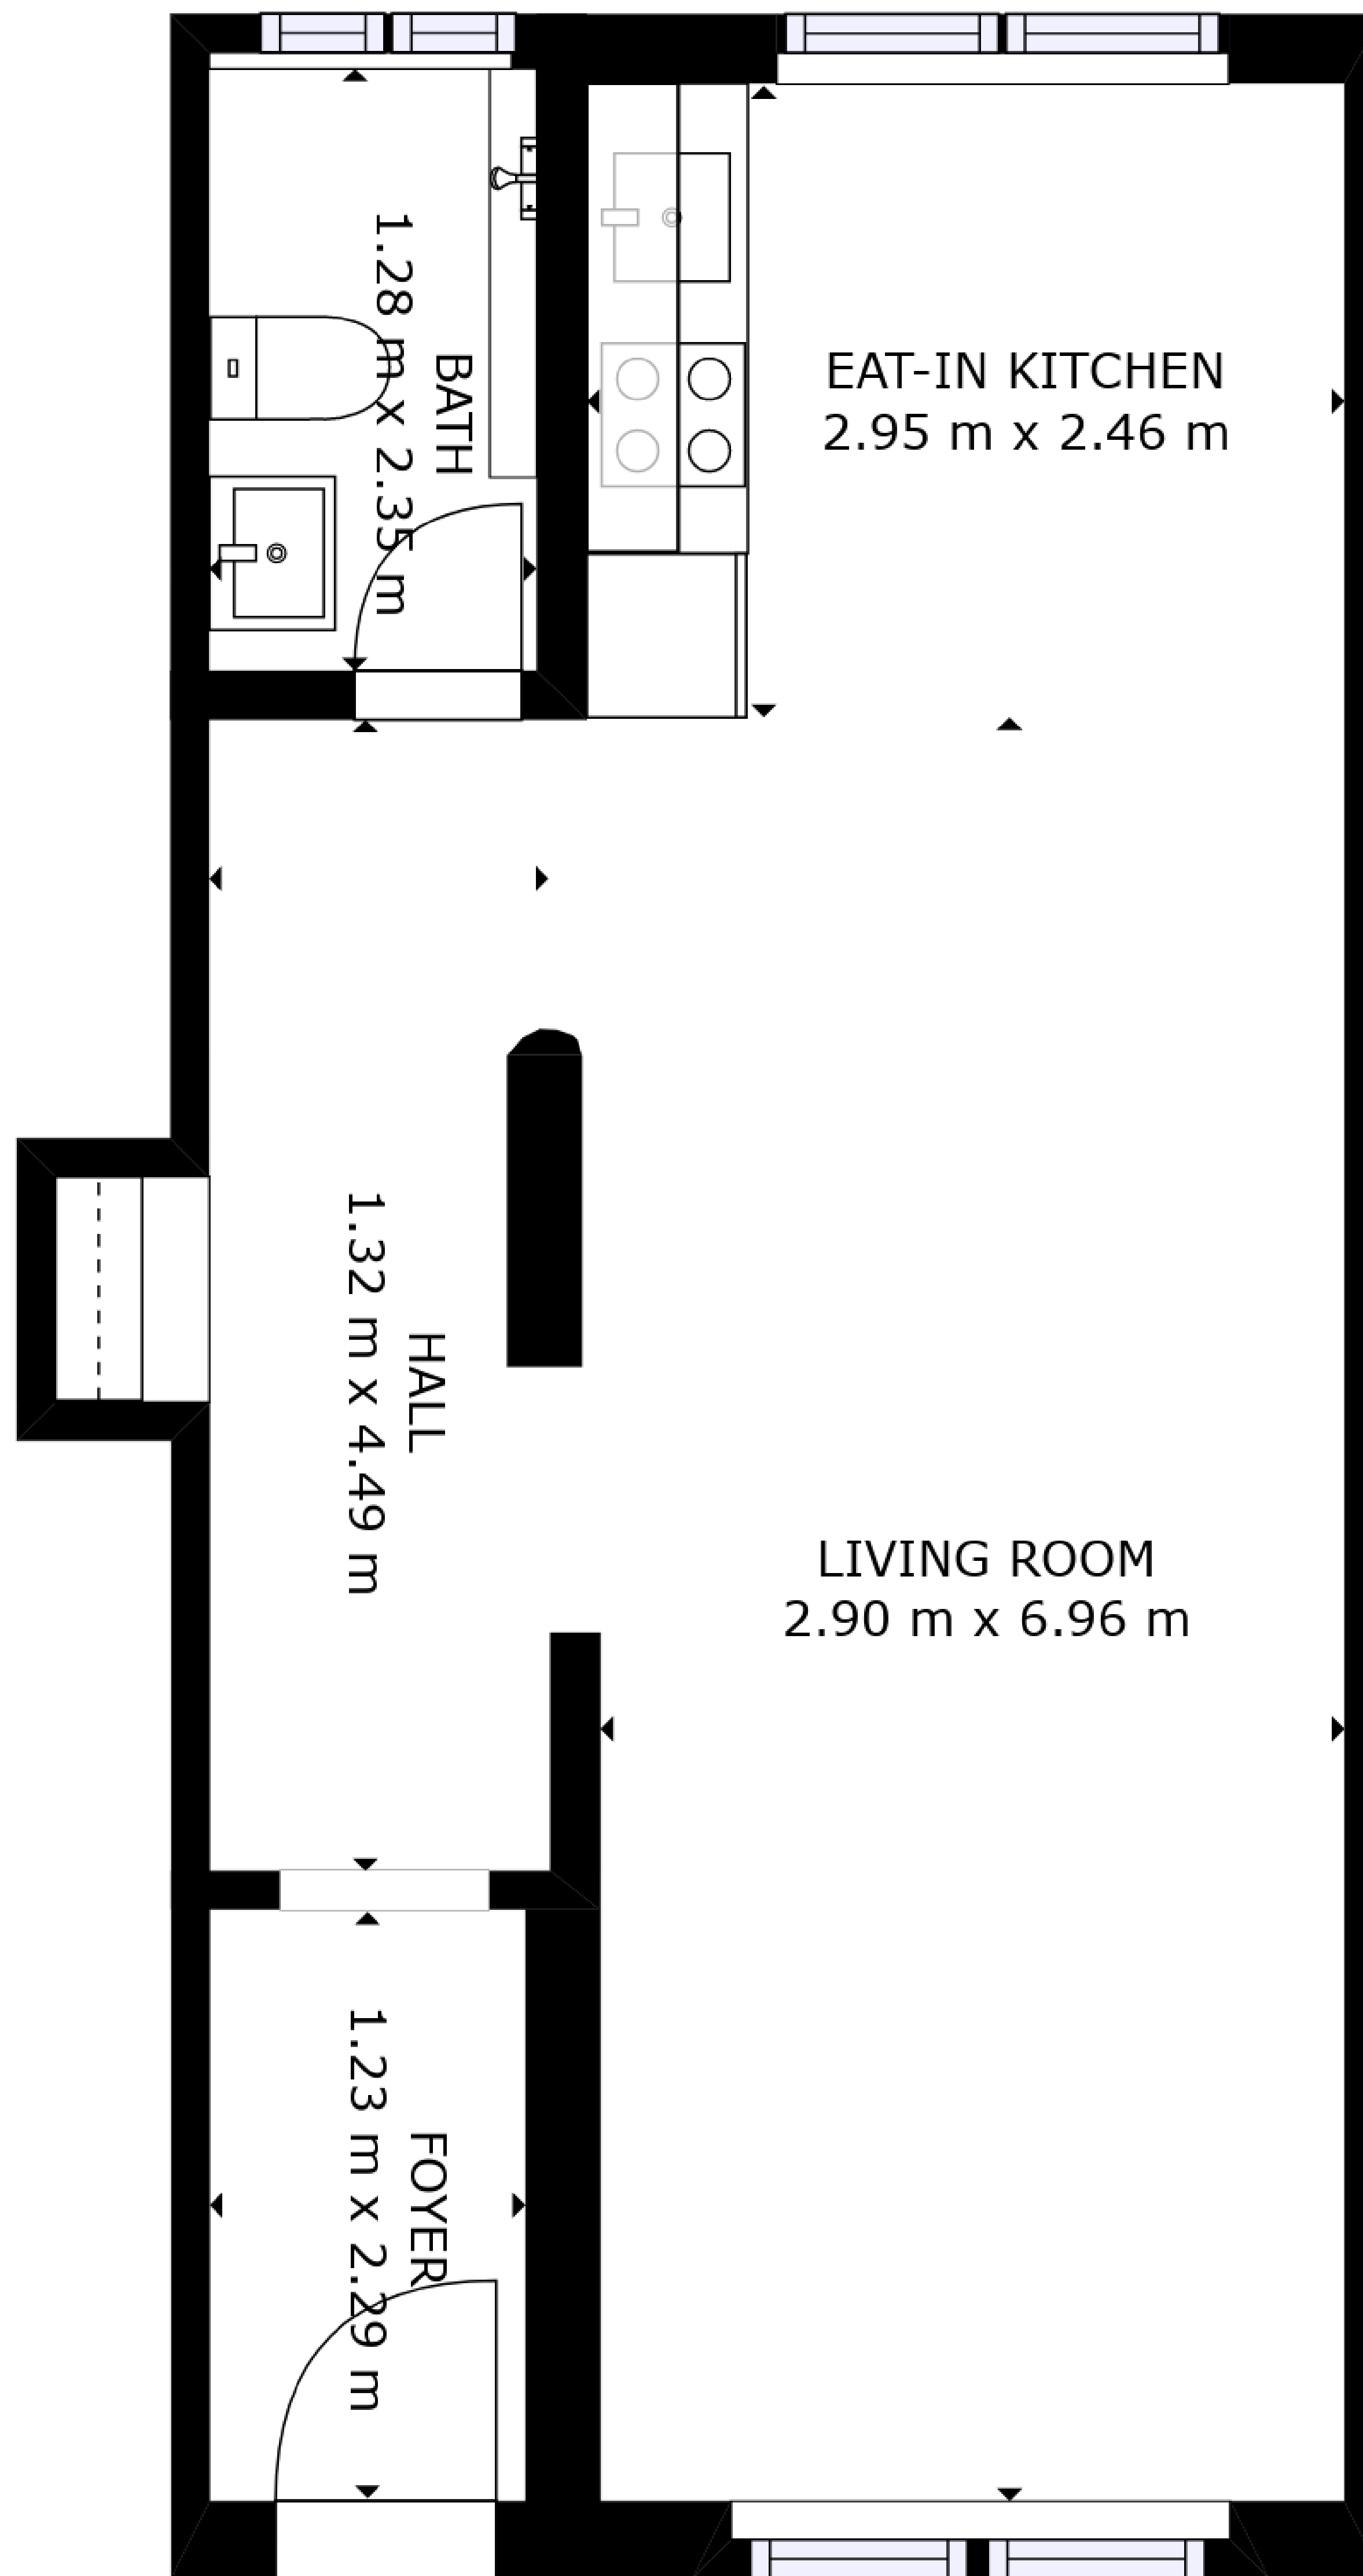 BATH
1.28 m x 2.35 m
EAT-IN KITCHEN
2.95 m x 2.46 m
HALL
1.32 m x 4.49 m
LIVING ROOM
2.90 m x 6.96 m
FOYER
1.23 m x 2.29 m